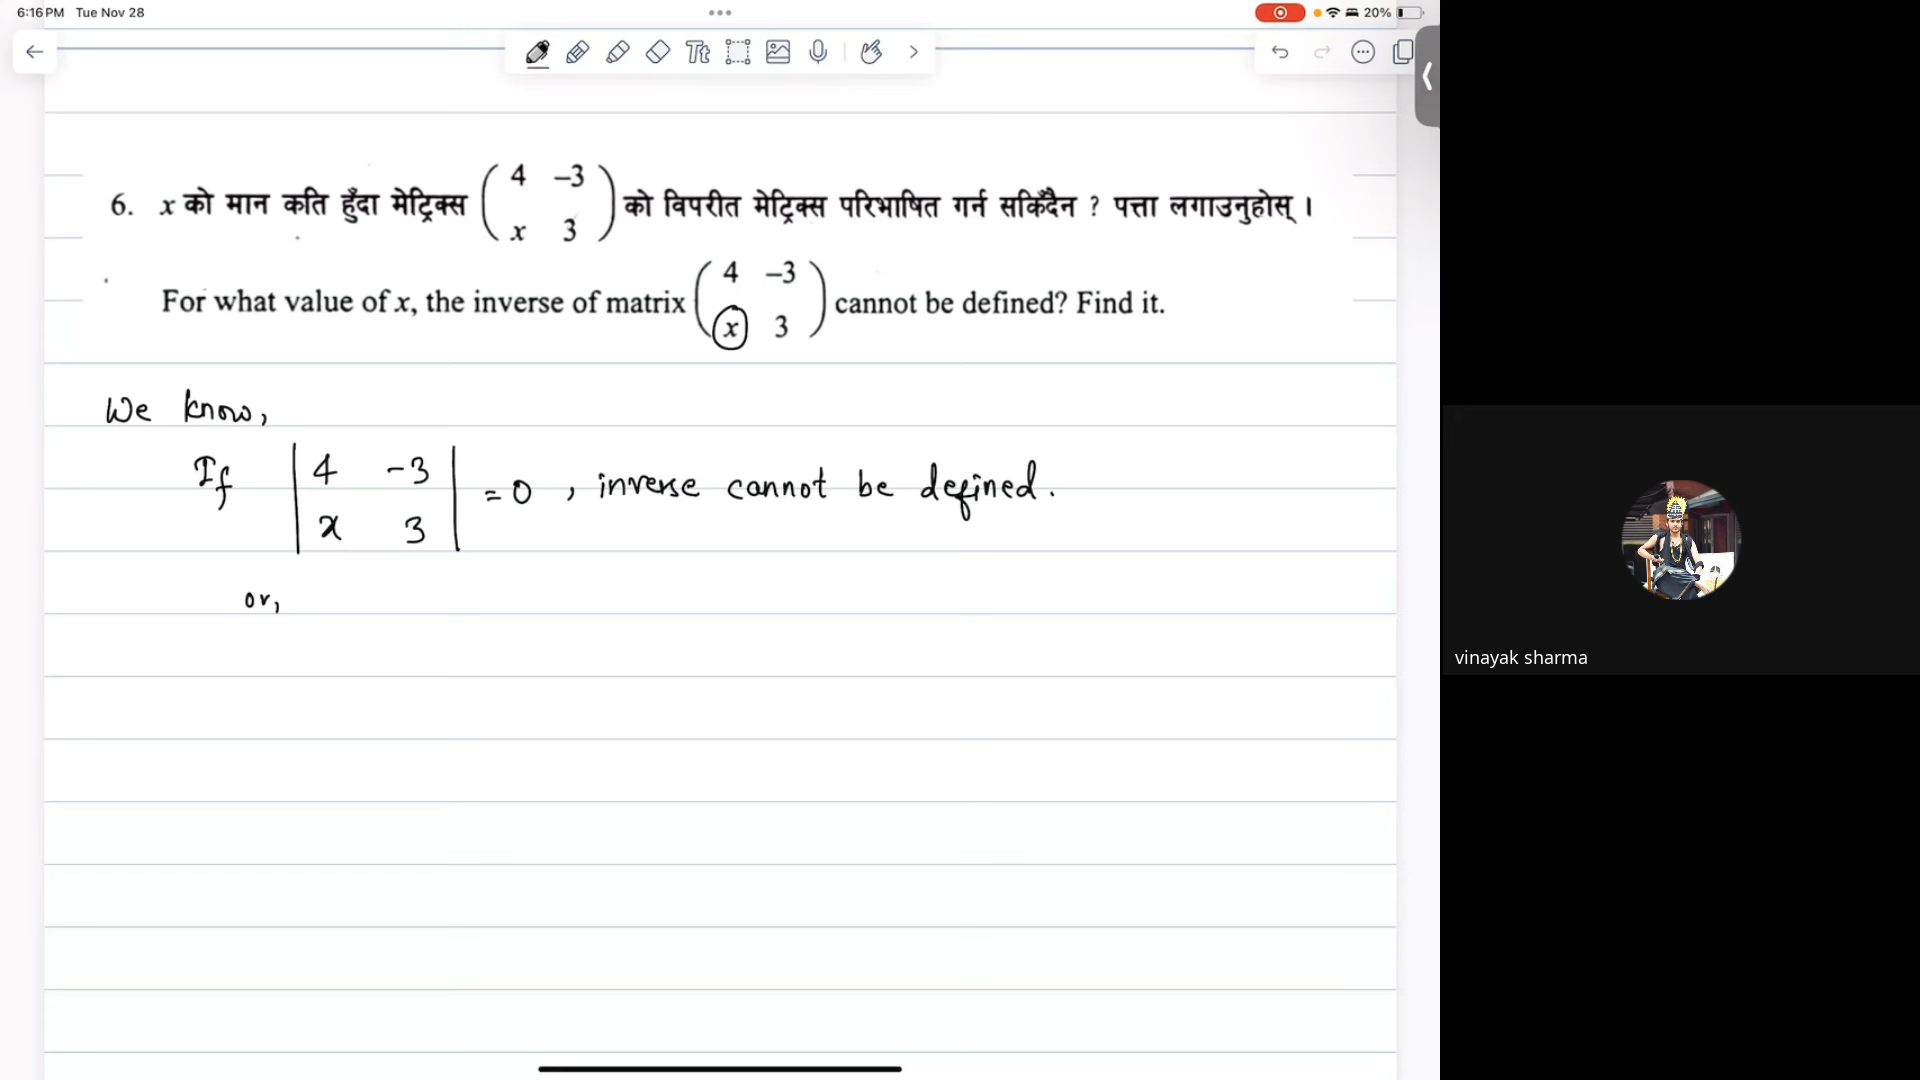 6:16 PM Tue Nov 28
20%
Tt
6. x को मान कति हुँदा मेट्रिक्स ( 4 –3 ) को विपरीत मेट्रिक्स परिभाषित गर्न सकिँदैन ? पत्ता लगाउनुहोस् ।
( x 3 )
For what value of x, the inverse of matrix ( 4 –3 ) cannot be defined? Find it.
( x 3 )
We know,
If | 4 -3 | = 0 , inverse cannot be defined.
| x 3 |
or,
vinayak sharma